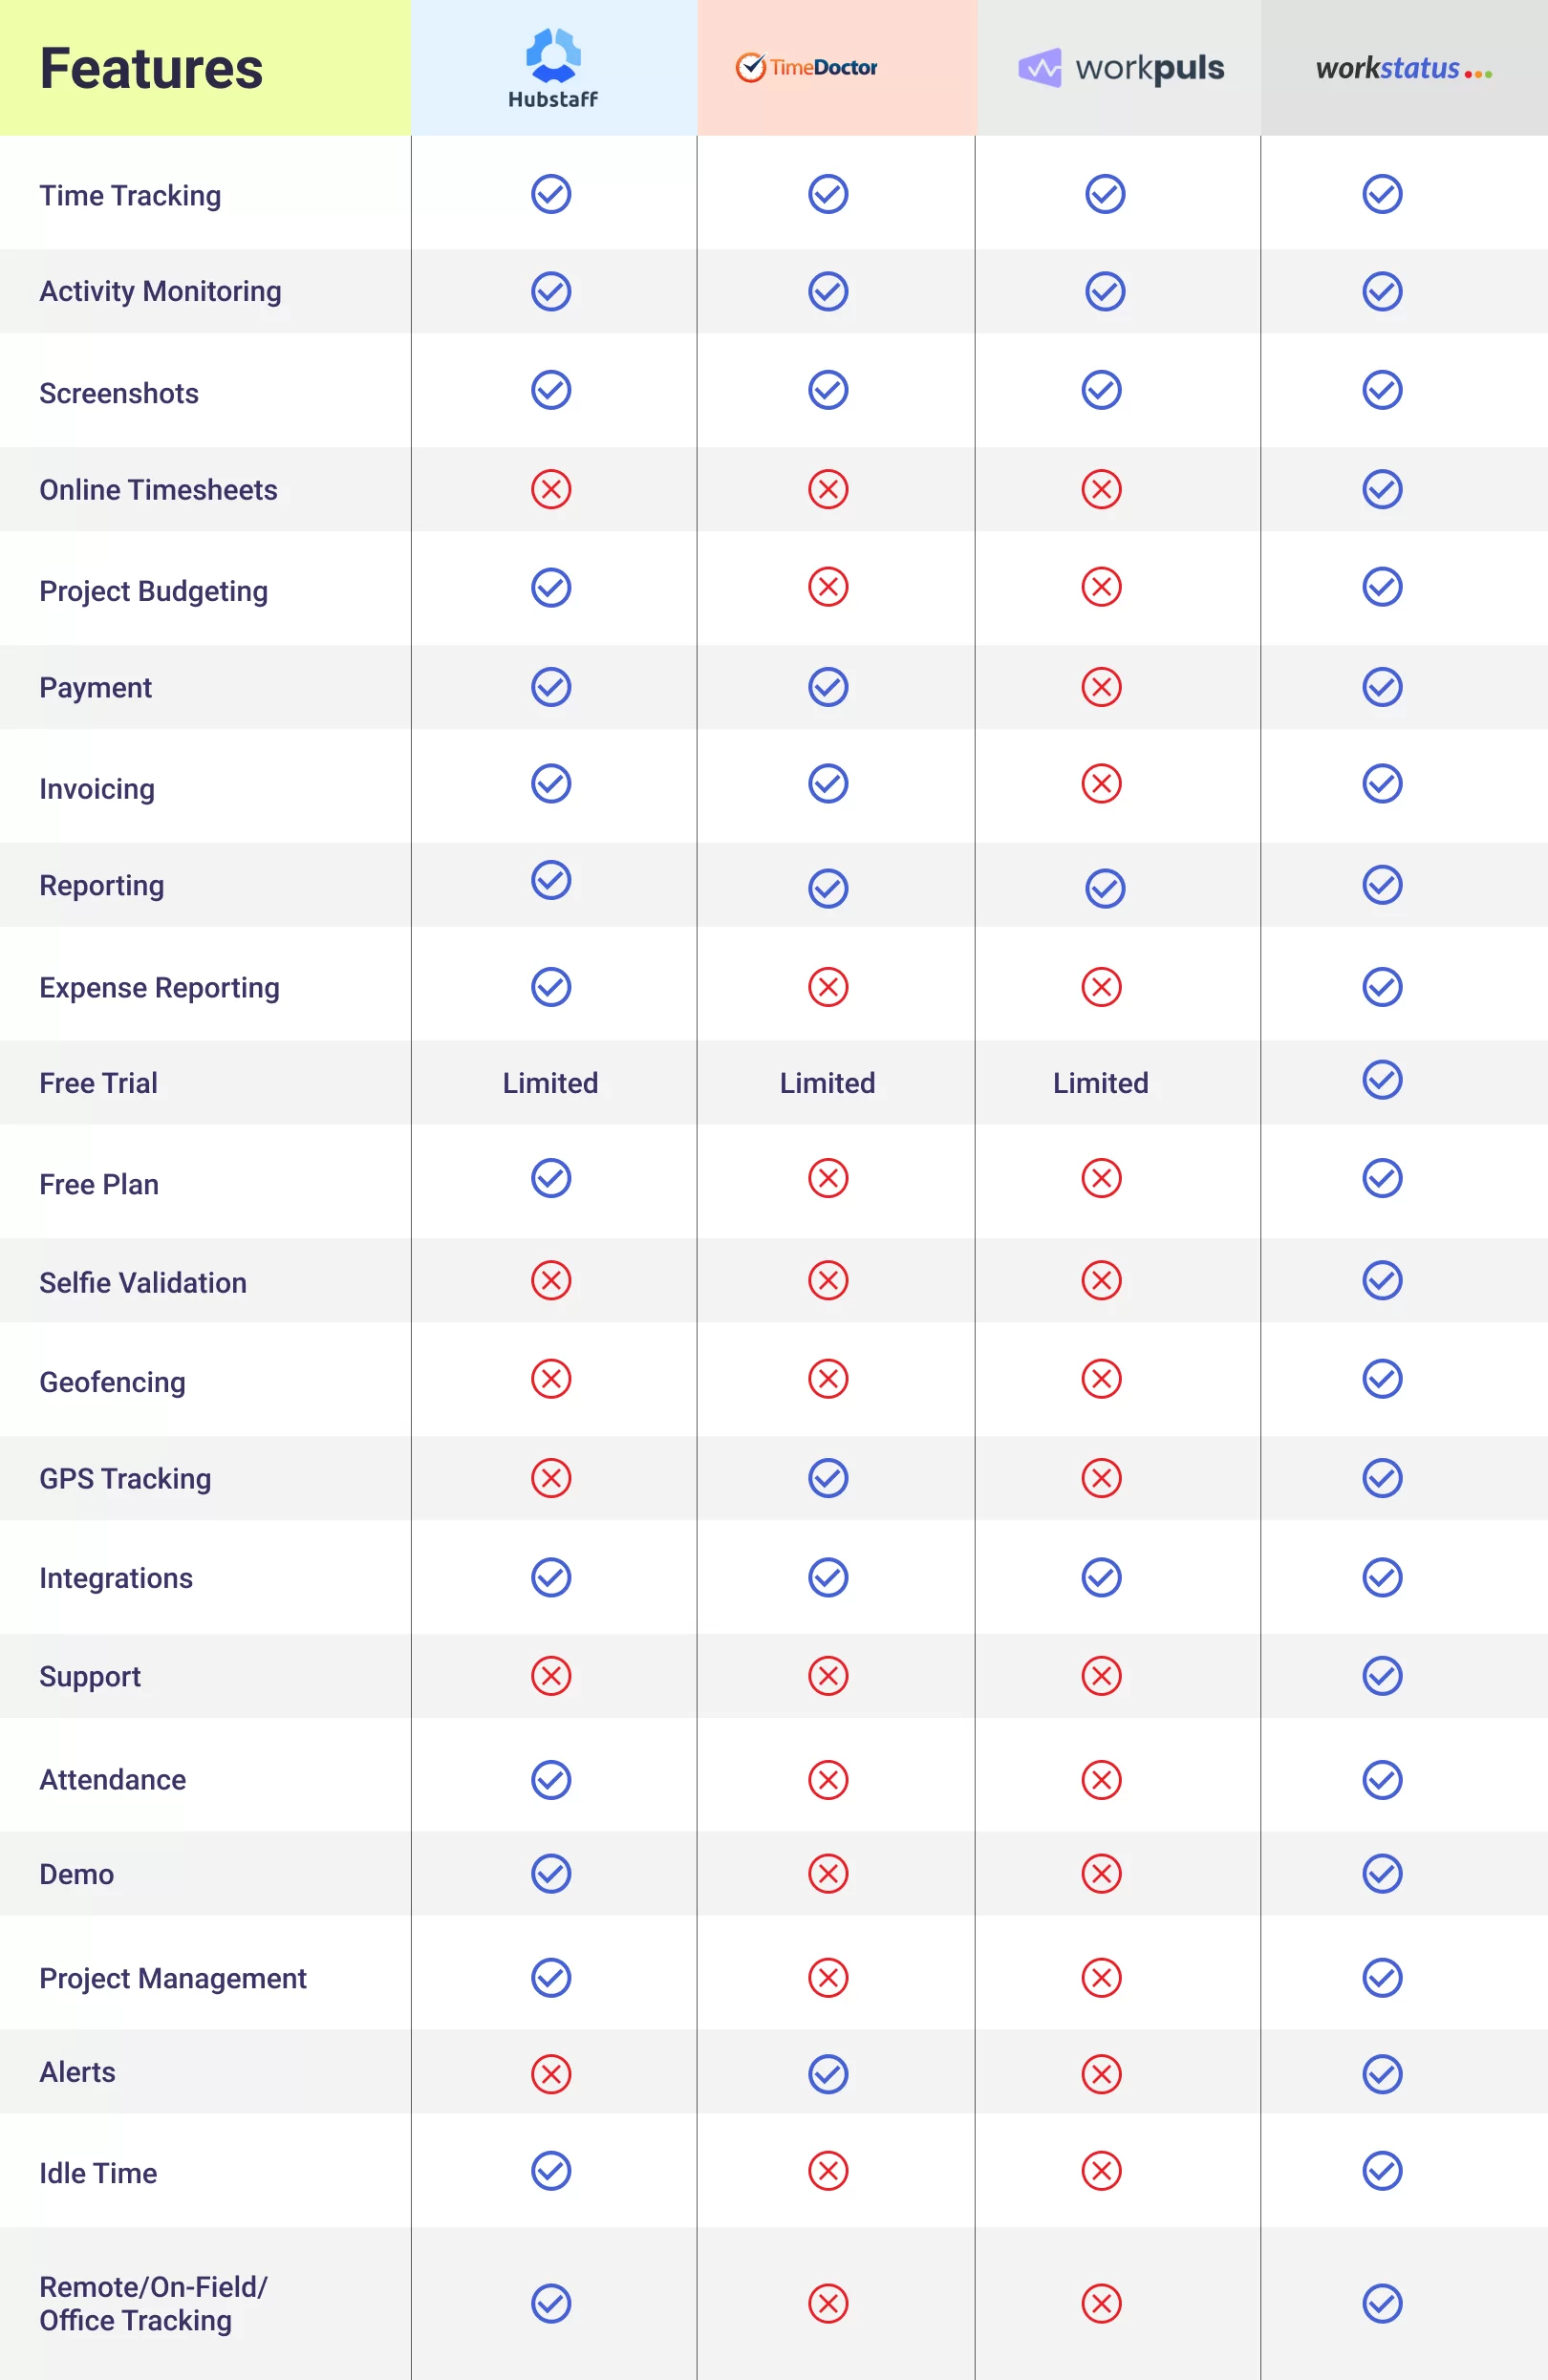 Features
Hubstaff
TimeDoctor
workpuls
workstatus
Time Tracking
Activity Monitoring
Screenshots
Online Timesheets
Project Budgeting
Payment
Invoicing
Reporting
Expense Reporting
Free Trial Limited Limited Limited
Free Plan
Selfie Validation
Geofencing
GPS Tracking
Integrations
Support
Attendance
Demo
Project Management
Alerts
Idle Time
Remote/On-Field/
Office Tracking